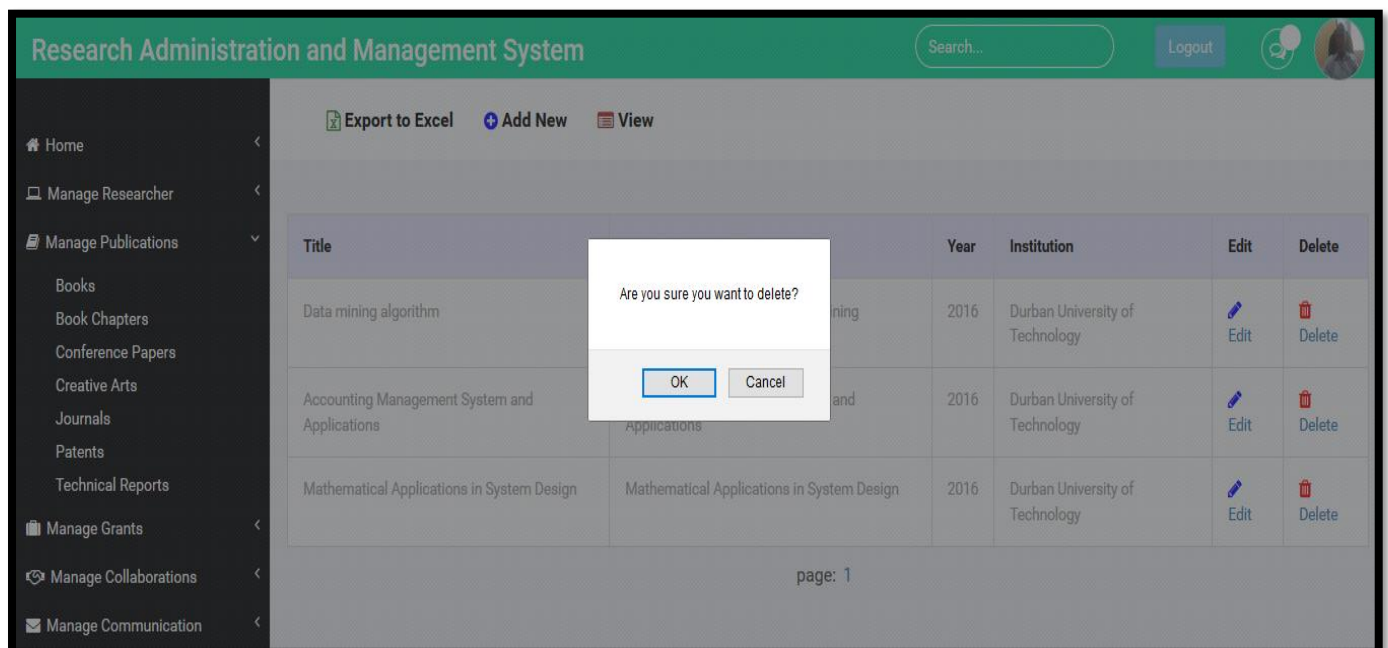 Research Administration and Management System
Search...
Logout
Export to Excel
Add New
View
Home
Manage Researcher
Manage Publications
Books
Book Chapters
Conference Papers
Creative Arts
Journals
Patents
Technical Reports
Manage Grants
Manage Collaborations
Manage Communication
Title
Year
Institution
Edit
Delete
Data mining algorithm
2016
Durban University of
Technology
Edit
Delete
Accounting Management System and
Applications
and
Applications
2016
Durban University of
Technology
Edit
Delete
Mathematical Applications in System Design
Mathematical Applications in System Design
2016
Durban University of
Technology
Edit
Delete
page: 1
Are you sure you want to delete?
OK
Cancel